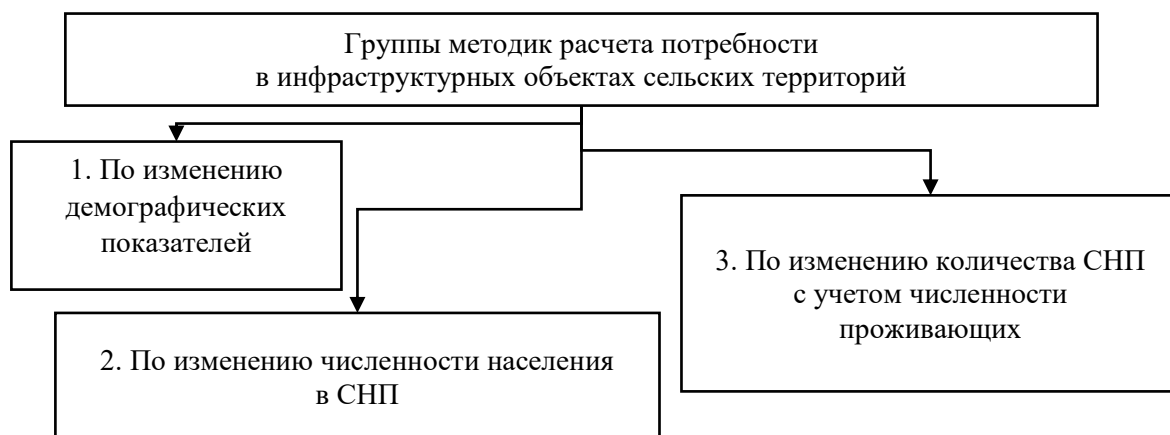 Группы методик расчета потребности
в инфраструктурных объектах сельских территорий
1. По изменению
демографических
показателей
2. По изменению численности населения
в СНП
3. По изменению количества СНП
с учетом численности
проживающих